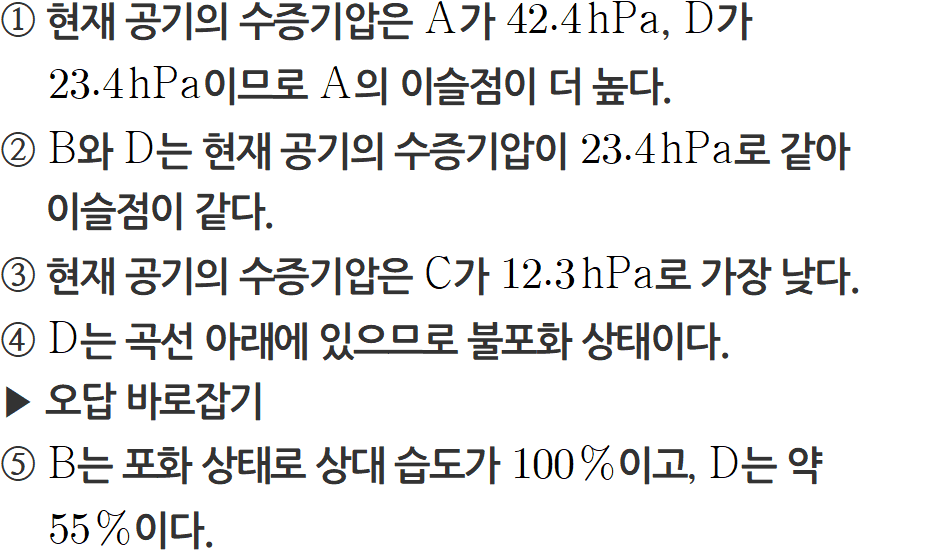 ① 현재 공기의 수증기압은 A가 42.4hPa, D가
23.4hPa이므로 A의 이슬점이 더 높다.
② B와 D는 현재 공기의 수증기압이 23.4hPa로 같아
이슬점이 같다.
③ 현재 공기의 수증기압은 C가 12.3hPa로 가장 낮다.
④ D는 곡선 아래에 있으므로 불포화 상태이다.
▶ 오답 바로잡기
⑤ B는 포화 상태로 상대 습도가 100%이고, D는 약
55%이다.